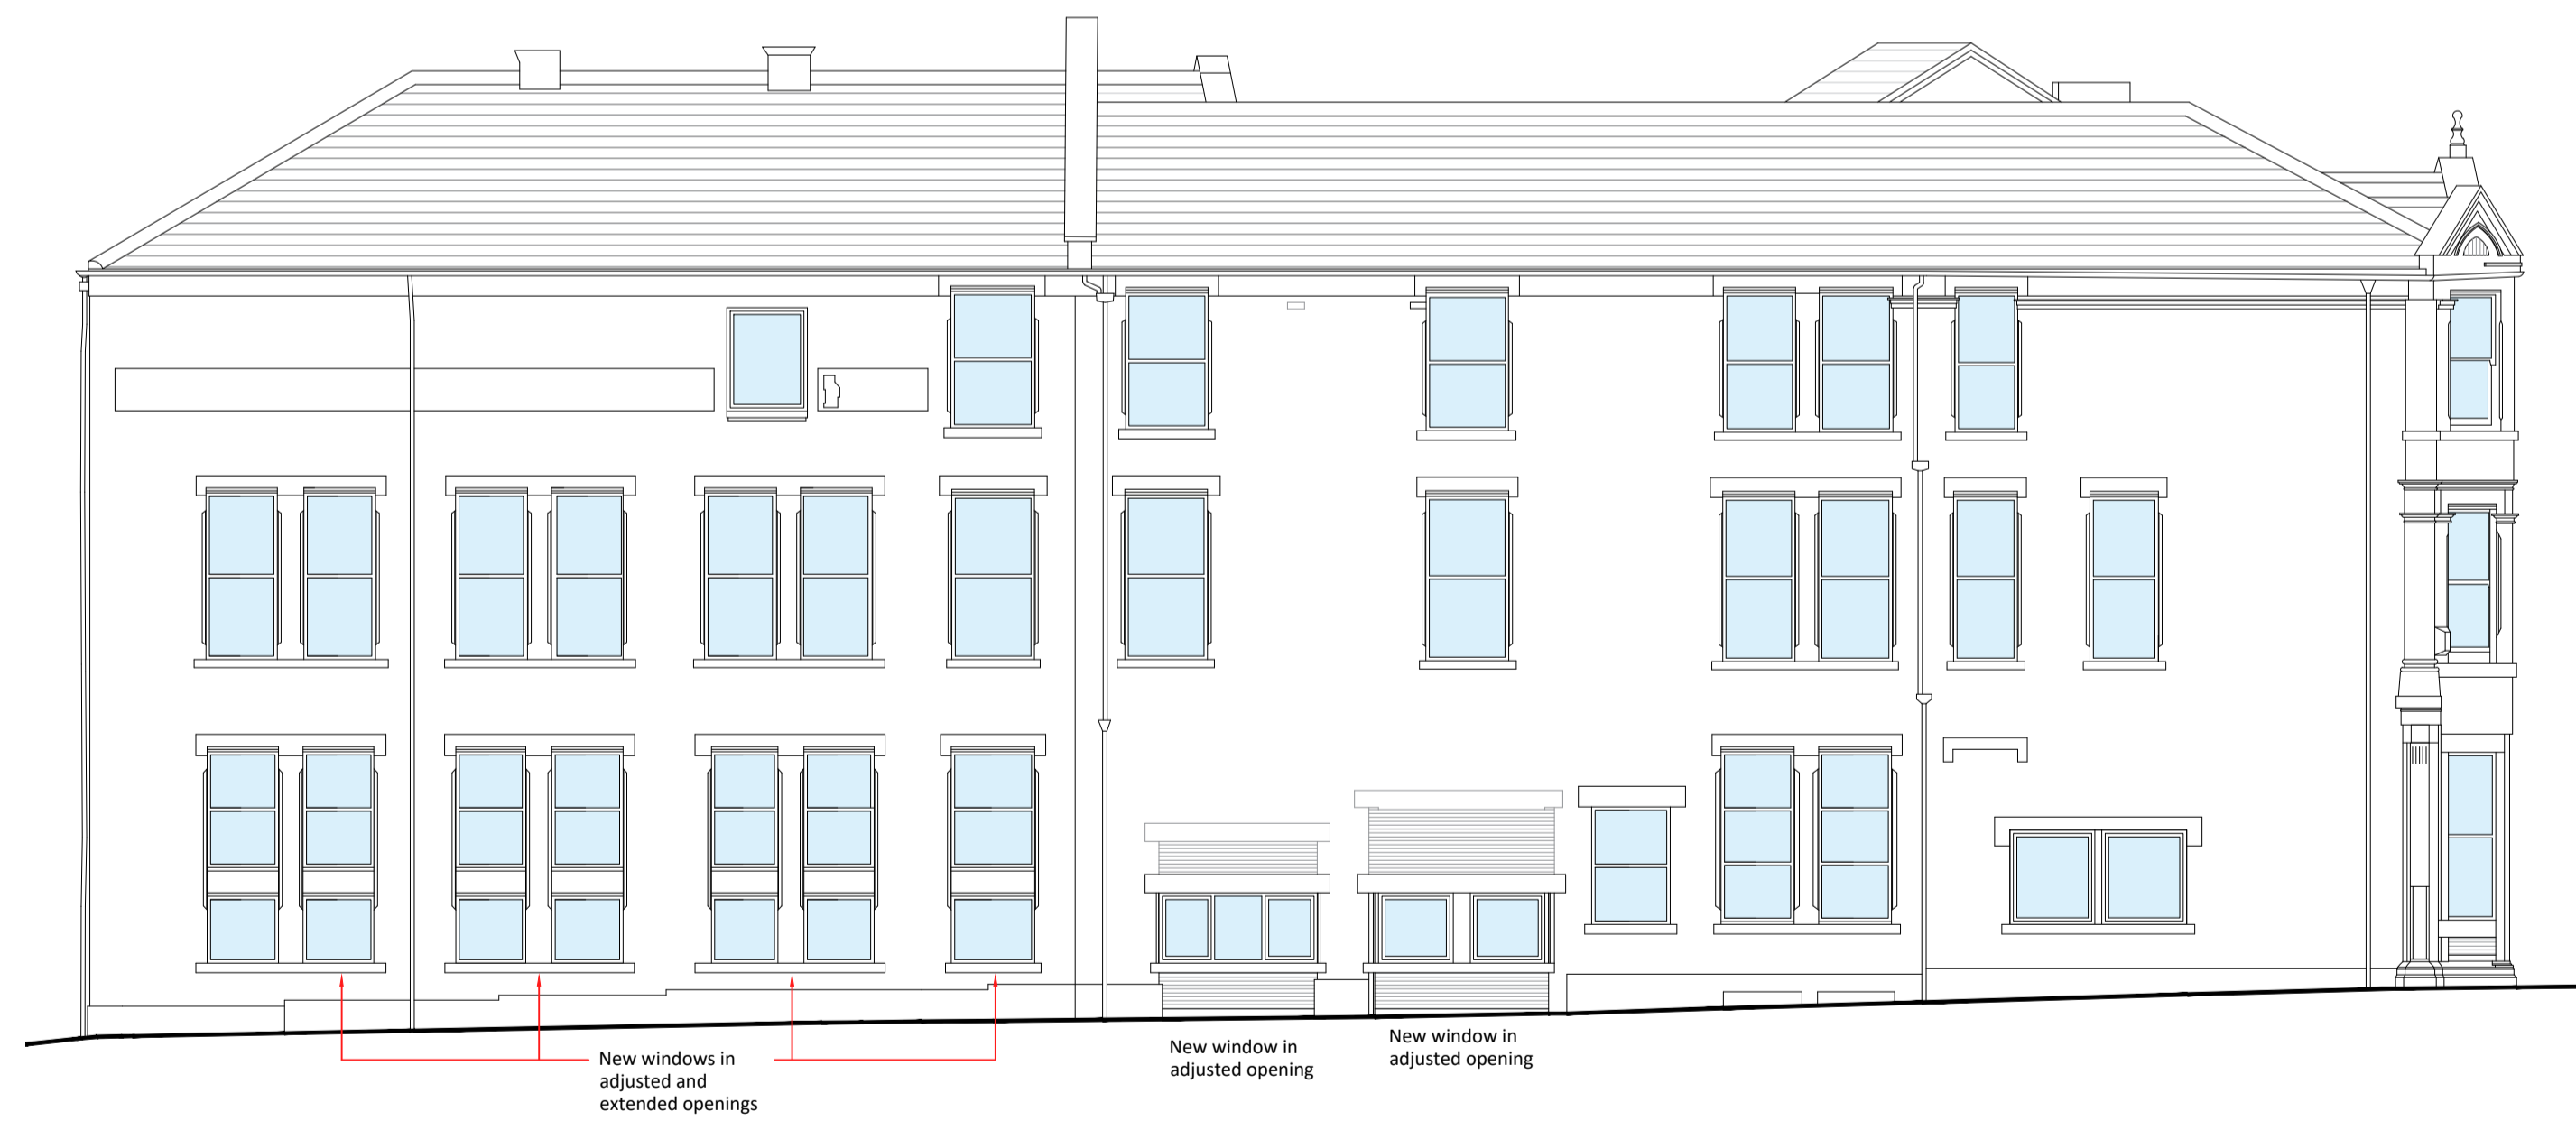 New windows in
adjusted and
extended openings
New window in
adjusted opening
New window in
adjusted opening